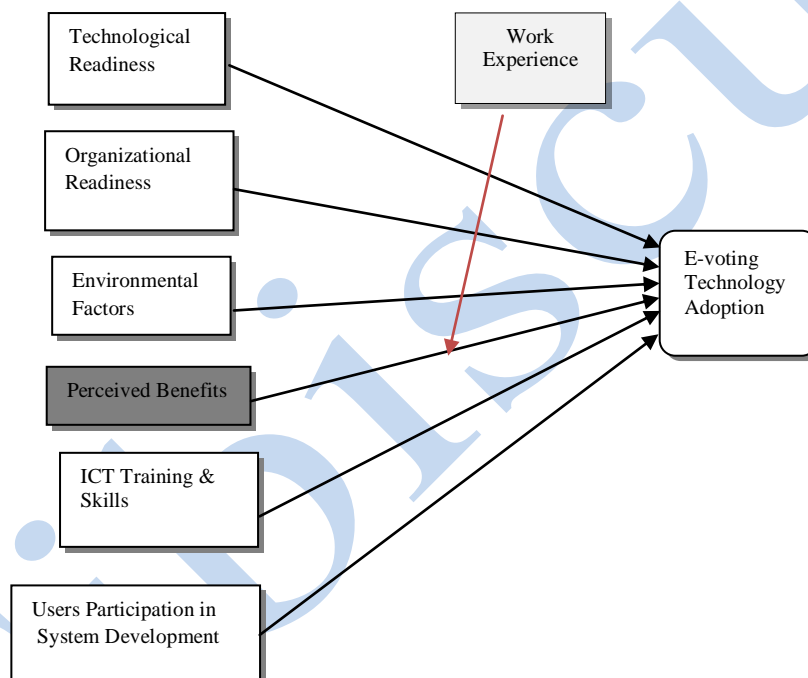 Technological
Readiness
Work
Experience
Organizational
Readiness
E-voting
Technology
Adoption
Environmental
Factors
Perceived Benefits
ICT Training &
Skills
Users Participation in
System Development